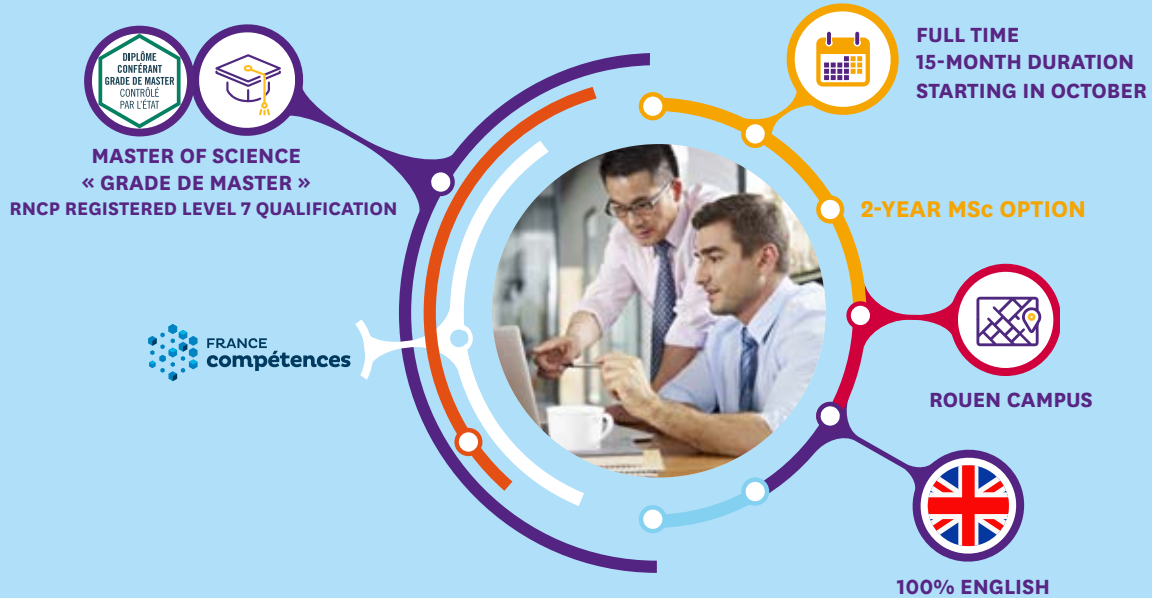 DIPLÔME
CONFÉRANT
GRADE DE MASTER
CONTRÔLÉ
PAR L'ÉTAT
MASTER OF SCIENCE
« GRADE DE MASTER »
RNCP REGISTERED LEVEL 7 QUALIFICATION
FRANCE
compétences
FULL TIME
15-MONTH DURATION
STARTING IN OCTOBER
2-YEAR MSc OPTION
ROUEN CAMPUS
100% ENGLISH